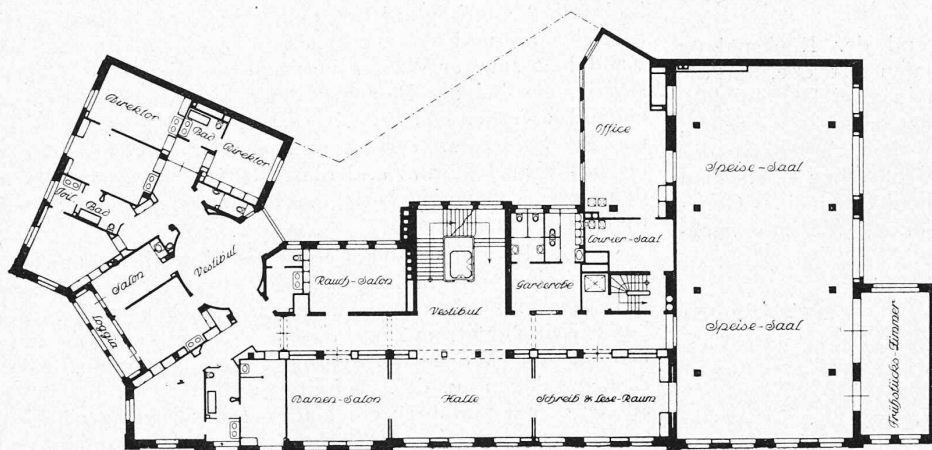 Direktor
Bad
Direktor
Office
Speise-Saal
Toil.
Bad
Courier-Saal
Vestibul
Salon
Rauch-Salon
Garderobe
Vestibul
Loggia
Speise-Saal
Frühstücks-Zimmer
Damen-Salon
Halle
Schreib & Lese-Raum